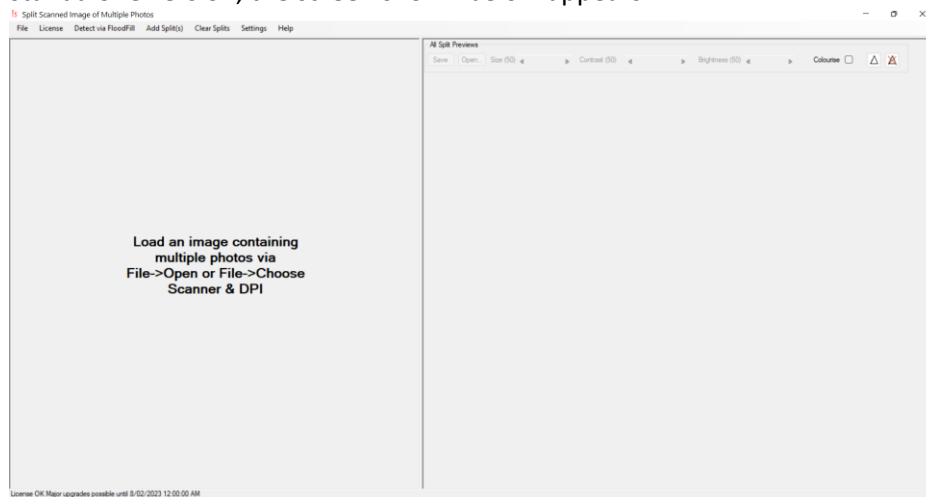 Split Scanned Image of Multiple Photos
File License Detect via FloodFill Add Split(s) Clear Splits Settings Help
All Split Previews
Save Open.. Size (50) Contrast (50) Brightness (50) Colourise
Load an image containing
multiple photos via
File->Open or File->Choose
Scanner & DPI
License OK Major upgrades possible until 8/02/2023 12:00:00 AM